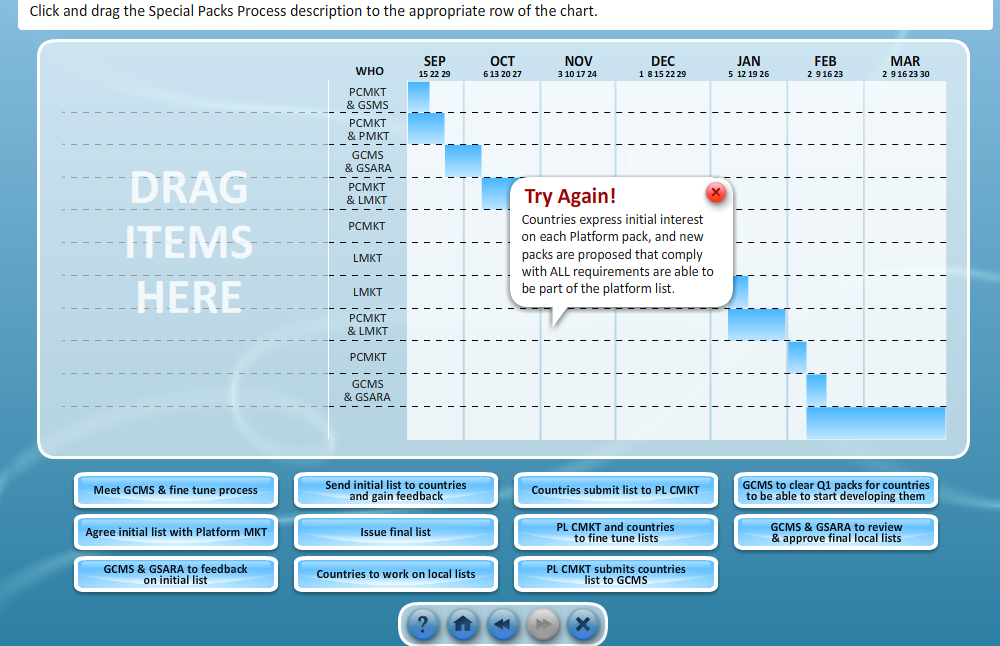 Click and drag the Special Packs Process description to the appropriate row of the chart.
WHO
SEP OCT NOV DEC JAN FEB MAR
15 22 29 6 13 20 27 3 10 17 24 1 8 15 22 29 5 12 19 26 2 9 16 23 2 9 16 23 30
PCMKT
& GSMS
PCMKT
& PMKT
GCMS
& GSARA
PCMKT
& LMKT
PCMKT
LMKT
LMKT
PCMKT
& LMKT
PCMKT
GCMS
& GSARA
DRAG
ITEMS
HERE
Try Again!
Countries express initial interest
on each Platform pack, and new
packs are proposed that comply
with ALL requirements are able to
be part of the platform list.
Meet GCMS & fine tune process
Send initial list to countries
and gain feedback
Countries submit list to PL CMKT
GCMS to clear Q1 packs for countries
to be able to start developing them
Agree initial list with Platform MKT
Issue final list
PL CMKT and countries
to fine tune lists
GCMS & GSARA to review
& approve final local lists
GCMS & GSARA to feedback
on initial list
Countries to work on local lists
PL CMKT submits countries
list to GCMS
?